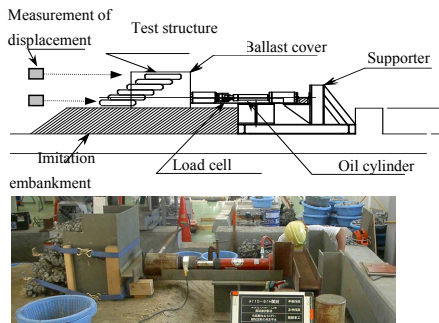 Measurement of
displacement
Test structure
Ballast cover
Supporter
Imitation
embankment
Load cell
Oil cylinder